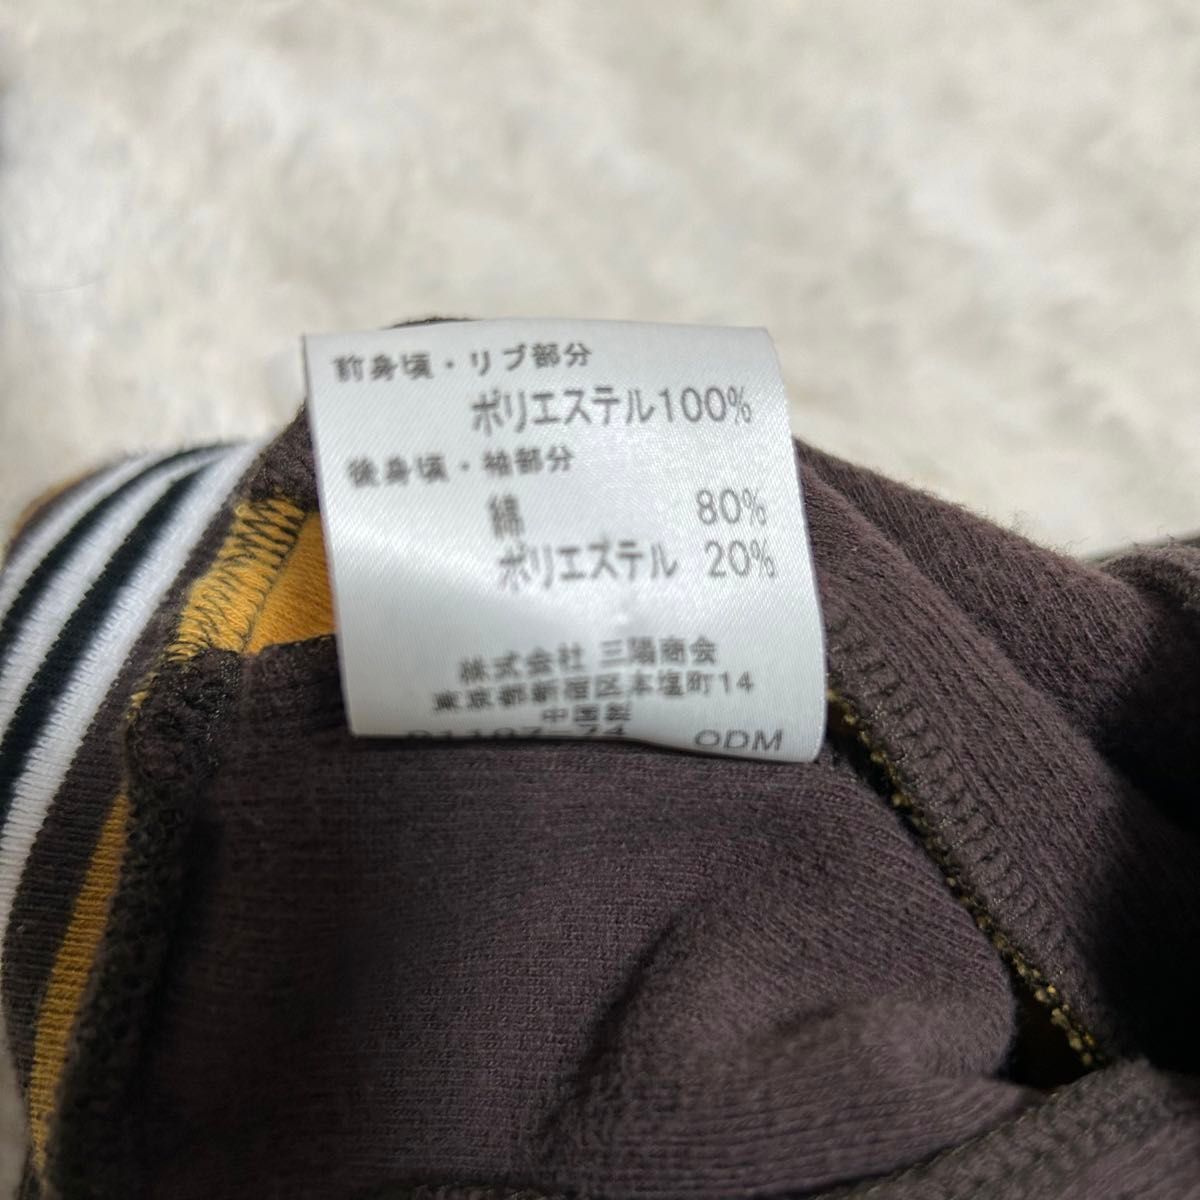 前身頃・リブ部分
ポリエステル100%
後身頃・袖部分
綿 80%
ポリエステル 20%
株式会社 三陽商会
東京都新宿区本塩町14
中国製
ODM